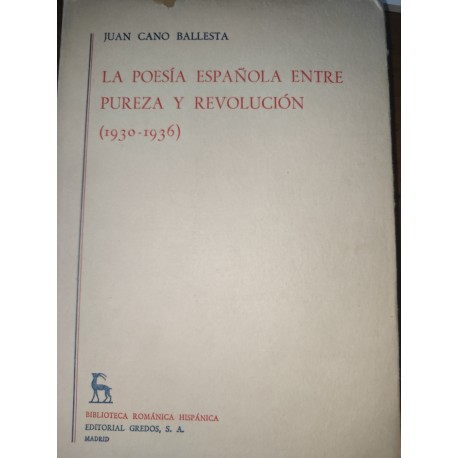 JUAN CANO BALLESTA
LA POESÍA ESPAÑOLA ENTRE
PUREZA Y REVOLUCIÓN
(1930-1936)
BIBLIOTECA ROMÁNICA HISPÁNICA
EDITORIAL GREDOS, S. A.
MADRID